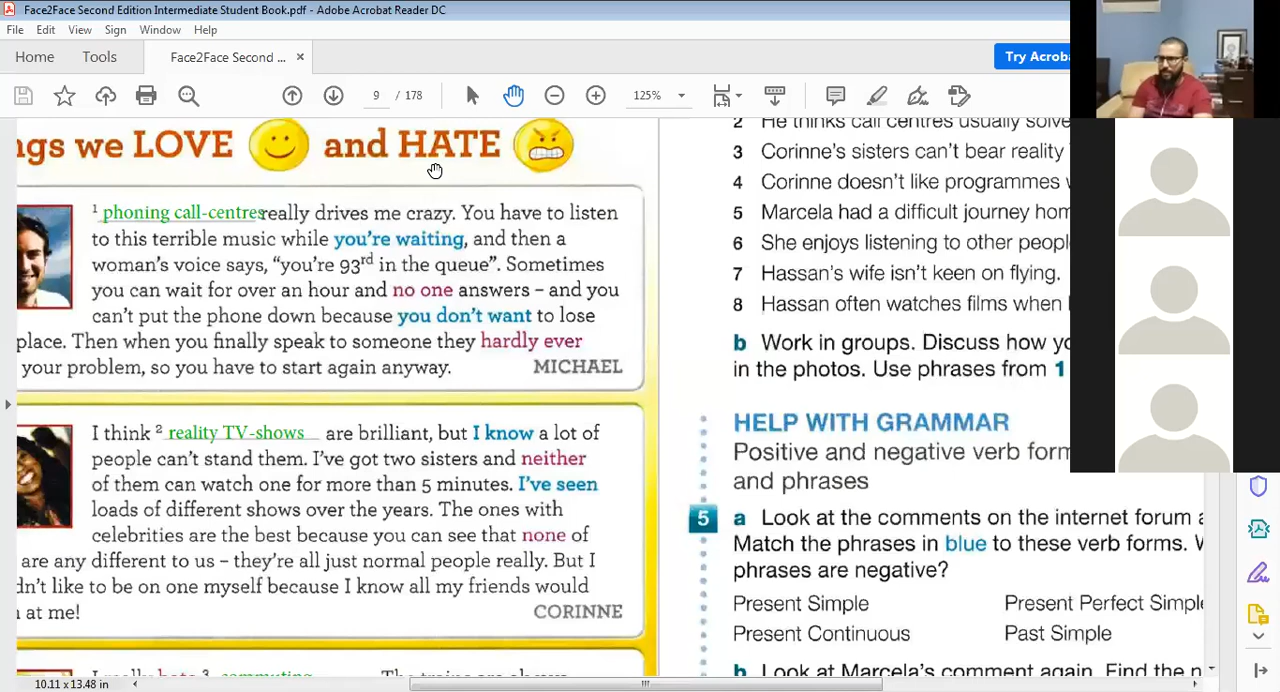 Face2Face Second Edition Intermediate Student Book.pdf - Adobe Acrobat Reader DC
File Edit View Sign Window Help
Home Tools Face2Face Second ... × Try Acroba
9 / 178 125%
ngs we LOVE and HATE
1 phoning call-centres really drives me crazy. You have to listen
to this terrible music while you're waiting, and then a
woman's voice says, "you're 93rd in the queue". Sometimes
you can wait for over an hour and no one answers – and you
can't put the phone down because you don't want to lose
place. Then when you finally speak to someone they hardly ever
your problem, so you have to start again anyway. MICHAEL
I think 2 reality TV-shows are brilliant, but I know a lot of
people can't stand them. I've got two sisters and neither
of them can watch one for more than 5 minutes. I've seen
loads of different shows over the years. The ones with
celebrities are the best because you can see that none of
are any different to us – they're all just normal people really. But I
dn't like to be on one myself because I know all my friends would
at me! CORINNE
I really hate 3 commuting The trains are always
2 He thinks call centres usually solve
3 Corinne's sisters can't bear reality
4 Corinne doesn't like programmes
5 Marcela had a difficult journey hom
6 She enjoys listening to other peopl
7 Hassan's wife isn't keen on flying.
8 Hassan often watches films when
b Work in groups. Discuss how yo
in the photos. Use phrases from 1
HELP WITH GRAMMAR
Positive and negative verb form
and phrases
5 a Look at the comments on the internet forum a
Match the phrases in blue to these verb forms. W
phrases are negative?
Present Simple Present Perfect Simple
Present Continuous Past Simple
b Look at Marcela's comment again. Find the n
10.11 x 13.48 in